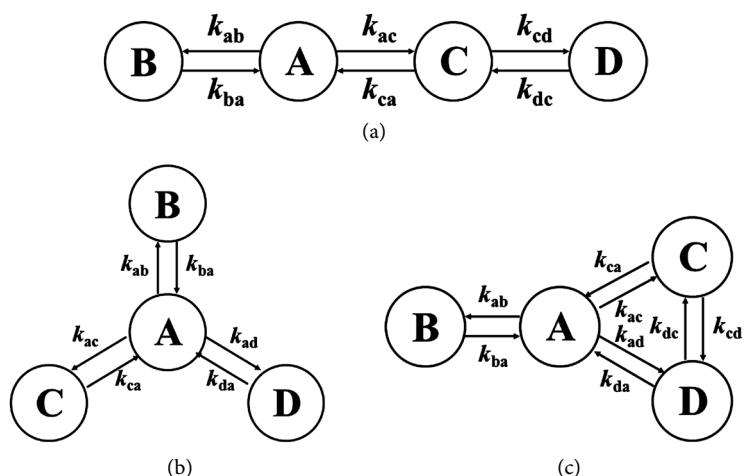 k_ab k_ac k_cd
B A C D
k_ba k_ca k_dc
(a)
B
k_ab k_ba
A
k_ac k_ad
k_ca k_da
C D
(b)
C
k_ca
k_ab k_ac
B A k_dc k_cd
k_ba k_ad
k_da
D
(c)